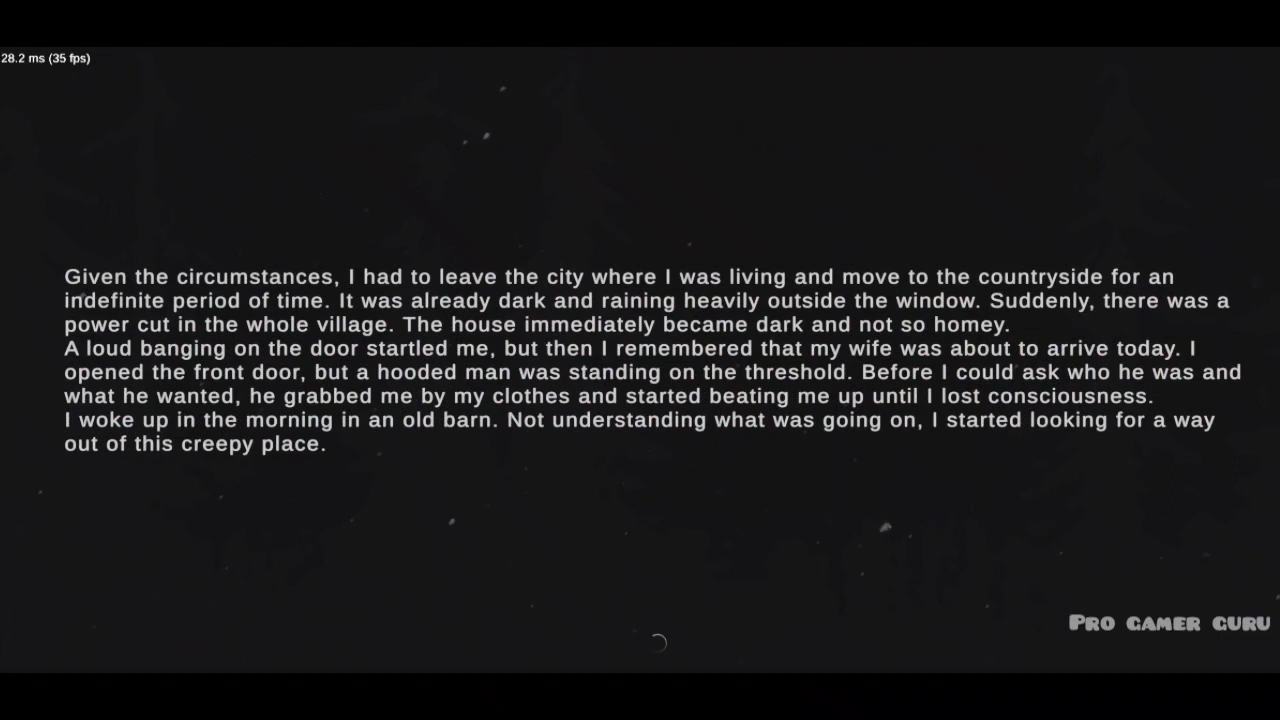 28.2 ms (35 fps)
Given the circumstances, I had to leave the city where I was living and move to the countryside for an
indefinite period of time. It was already dark and raining heavily outside the window. Suddenly, there was a
power cut in the whole village. The house immediately became dark and not so homey.
A loud banging on the door startled me, but then I remembered that my wife was about to arrive today. I
opened the front door, but a hooded man was standing on the threshold. Before I could ask who he was and
what he wanted, he grabbed me by my clothes and started beating me up until I lost consciousness.
I woke up in the morning in an old barn. Not understanding what was going on, I started looking for a way
out of this creepy place.
PRO GAMER GURU